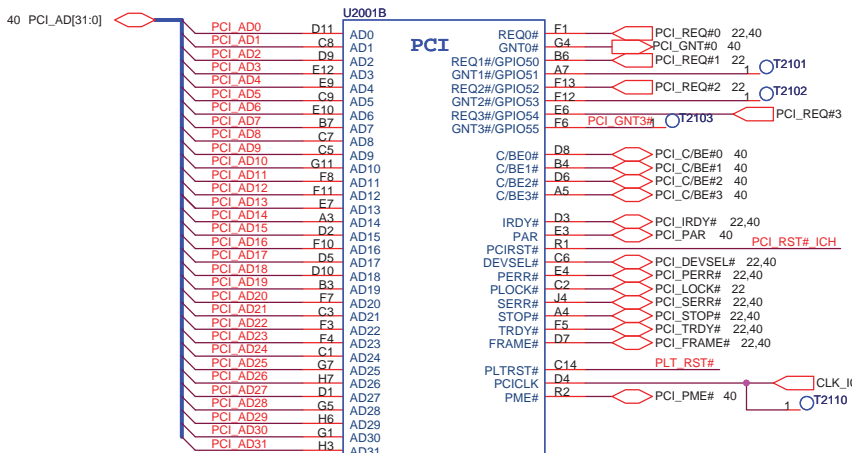 U2001B
40 PCI_AD[31:0]
PCI
PCI_AD0 D11 AD0
PCI_AD1 C8 AD1
PCI_AD2 D9 AD2
PCI_AD3 E12 AD3
PCI_AD4 E9 AD4
PCI_AD5 C9 AD5
PCI_AD6 E10 AD6
PCI_AD7 B7 AD7
PCI_AD8 C7 AD8
PCI_AD9 C5 AD9
PCI_AD10 G11 AD10
PCI_AD11 F8 AD11
PCI_AD12 F11 AD12
PCI_AD13 E7 AD13
PCI_AD14 A3 AD14
PCI_AD15 D2 AD15
PCI_AD16 F10 AD16
PCI_AD17 D5 AD17
PCI_AD18 D10 AD18
PCI_AD19 B3 AD19
PCI_AD20 F7 AD20
PCI_AD21 C3 AD21
PCI_AD22 F3 AD22
PCI_AD23 F4 AD23
PCI_AD24 C1 AD24
PCI_AD25 G7 AD25
PCI_AD26 H7 AD26
PCI_AD27 D1 AD27
PCI_AD28 G5 AD28
PCI_AD29 H6 AD29
PCI_AD30 G1 AD30
PCI_AD31 H3 AD31
REQ0# F1 PCI_REQ#0 22,40
GNT0# G4 PCI_GNT#0 40
REQ1#/GPIO50 B6 PCI_REQ#1 22
GNT1#/GPIO51 A7 1 T2101
REQ2#/GPIO52 F13 PCI_REQ#2 22
GNT2#/GPIO53 F12 1 T2102
REQ3#/GPIO54 E6 PCI_REQ#3
GNT3#/GPIO55 F6 PCI_GNT3# 1 T2103
C/BE0# D8 PCI_C/BE#0 40
C/BE1# B4 PCI_C/BE#1 40
C/BE2# D6 PCI_C/BE#2 40
C/BE3# A5 PCI_C/BE#3 40
IRDY# D3 PCI_IRDY# 22,40
PAR E3 PCI_PAR 40
PCIRST# R1 PCI_RST#_ICH
DEVSEL# C6 PCI_DEVSEL# 22,40
PERR# E4 PCI_PERR# 22,40
PLOCK# C2 PCI_LOCK# 22
SERR# J4 PCI_SERR# 22,40
STOP# A4 PCI_STOP# 22,40
TRDY# F5 PCI_TRDY# 22,40
FRAME# D7 PCI_FRAME# 22,40
PLTRST# C14 PLT_RST#
PCICLK D4 CLK_IC
PME# R2 PCI_PME# 40 1 T2110